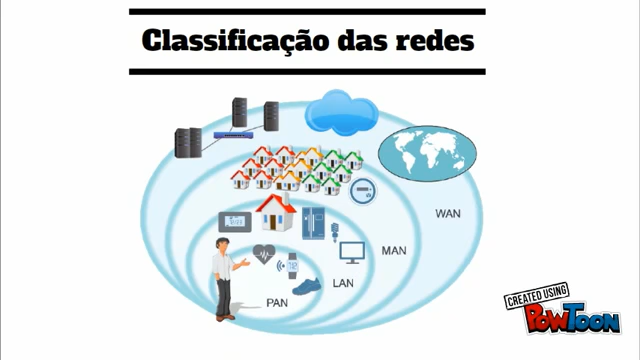 Classificação das redes
WAN
MAN
LAN
PAN
CREATED USING
POWTOON